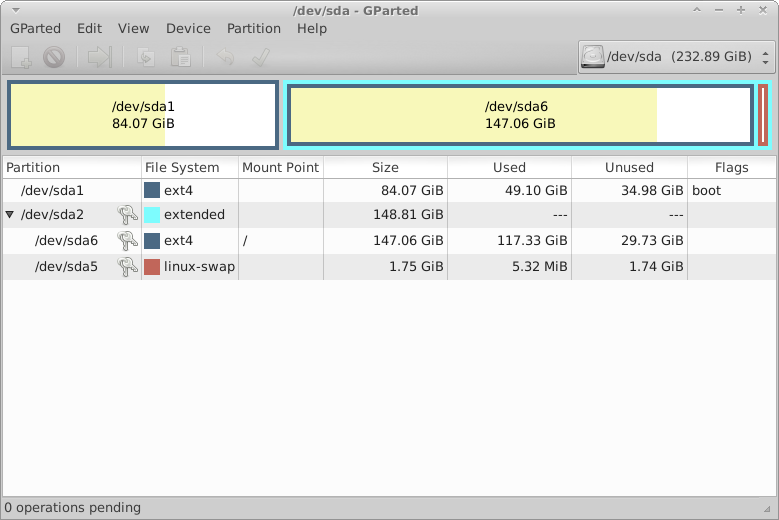 /dev/sda - GParted
GParted Edit View Device Partition Help
/dev/sda (232.89 GiB)
/dev/sda1
84.07 GiB
/dev/sda6
147.06 GiB
Partition File System Mount Point Size Used Unused Flags
/dev/sda1 ext4 84.07 GiB 49.10 GiB 34.98 GiB boot
/dev/sda2 extended 148.81 GiB --- ---
/dev/sda6 ext4 / 147.06 GiB 117.33 GiB 29.73 GiB
/dev/sda5 linux-swap 1.75 GiB 5.32 MiB 1.74 GiB
0 operations pending